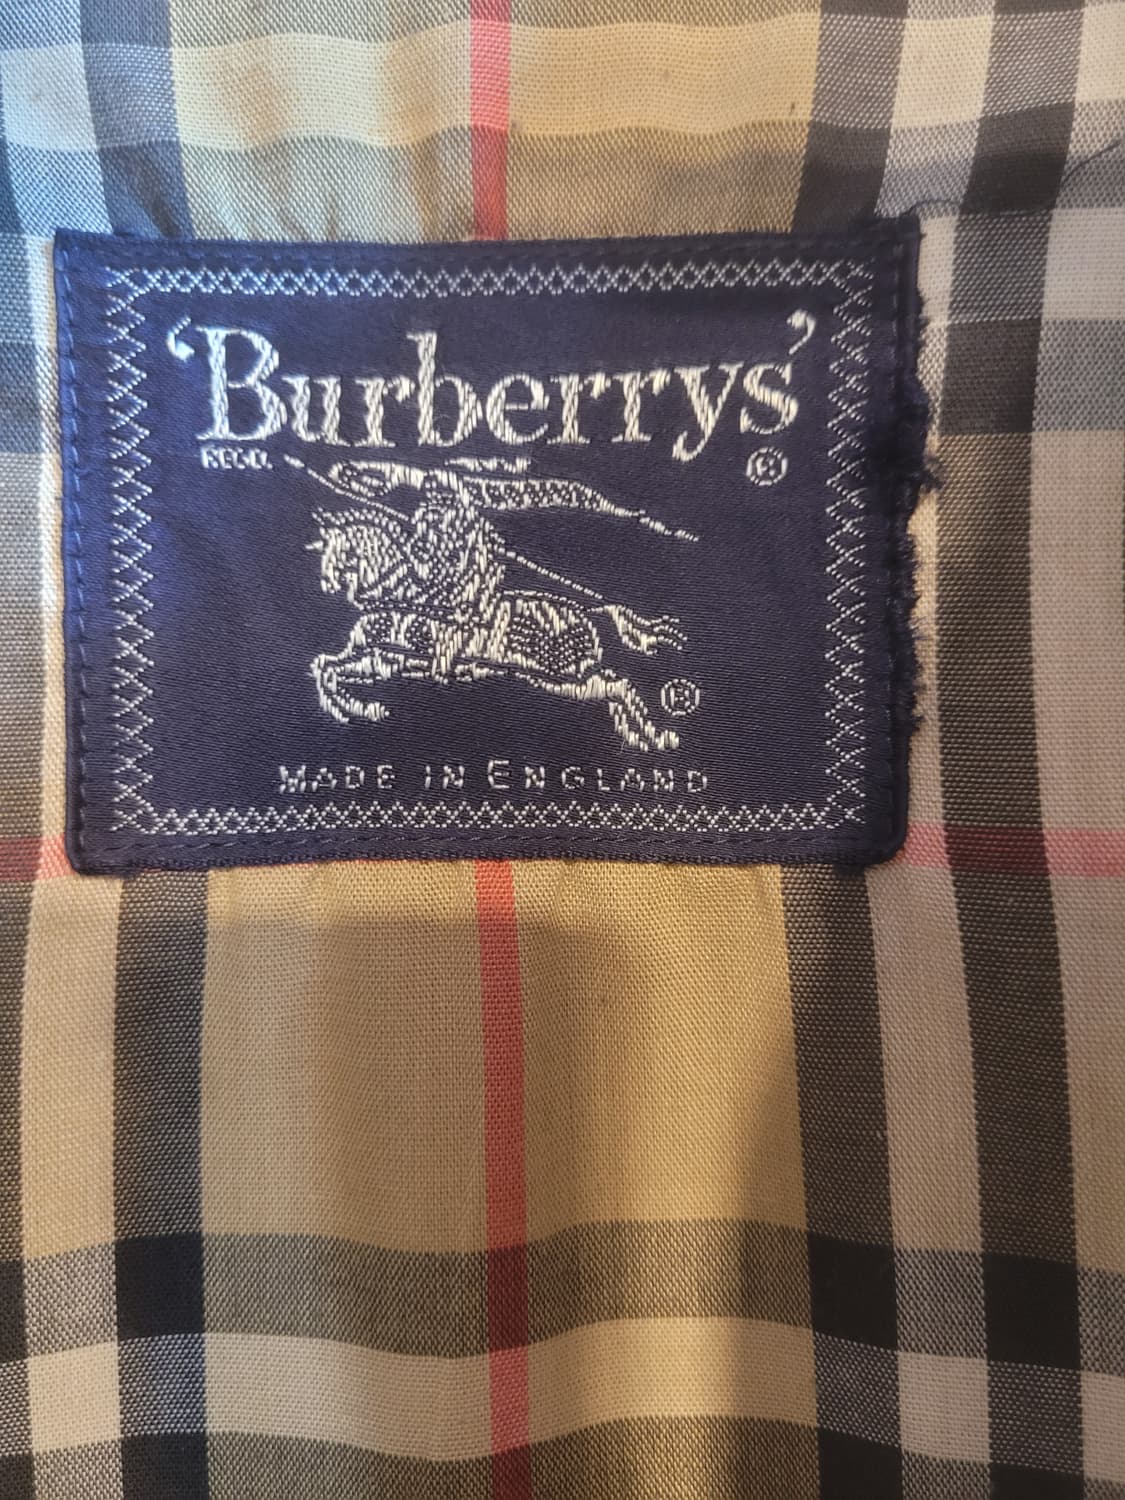 ‘Burberrys’
REGD. ®
®
MADE IN ENGLAND